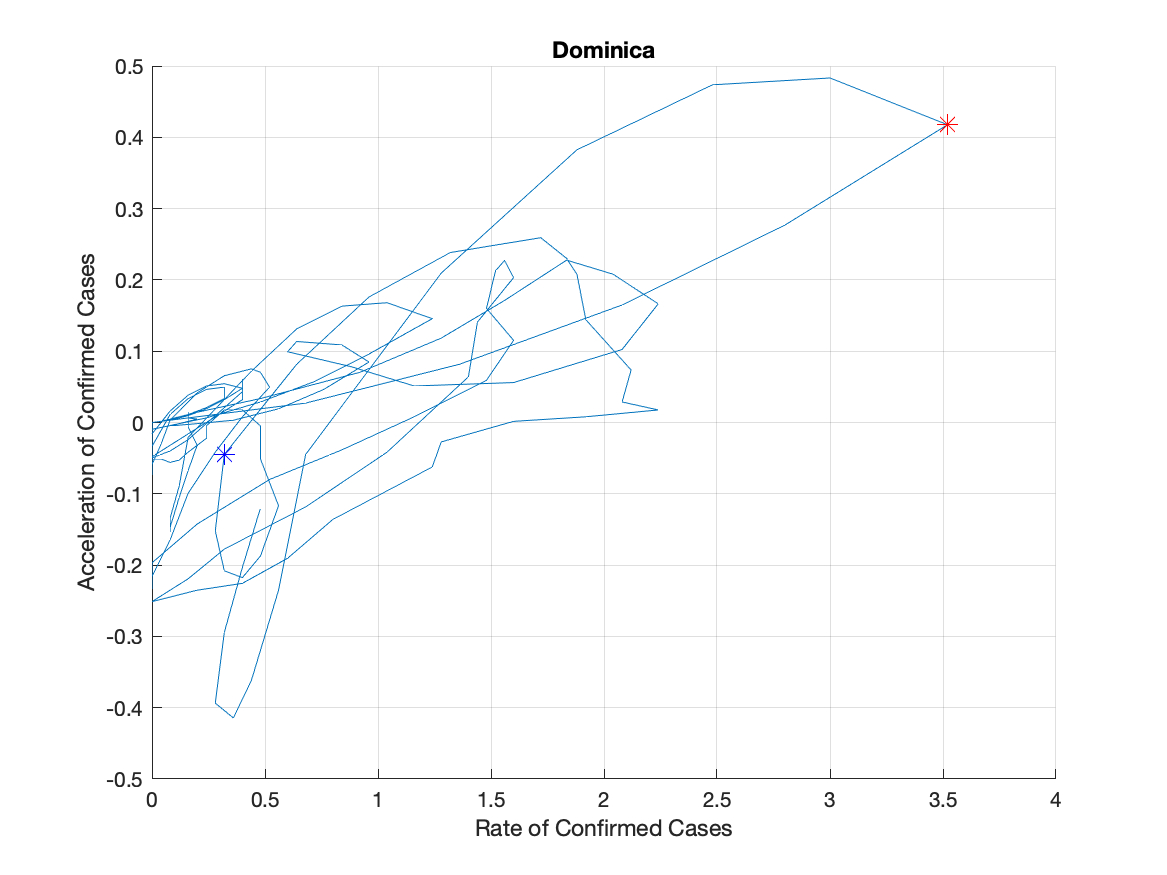 Dominica
0.5
0.4
0.3
0.2
0.1
0
-0.1
-0.2
-0.3
-0.4
-0.5
Acceleration of Confirmed Cases
0 0.5 1 1.5 2 2.5 3 3.5 4
Rate of Confirmed Cases